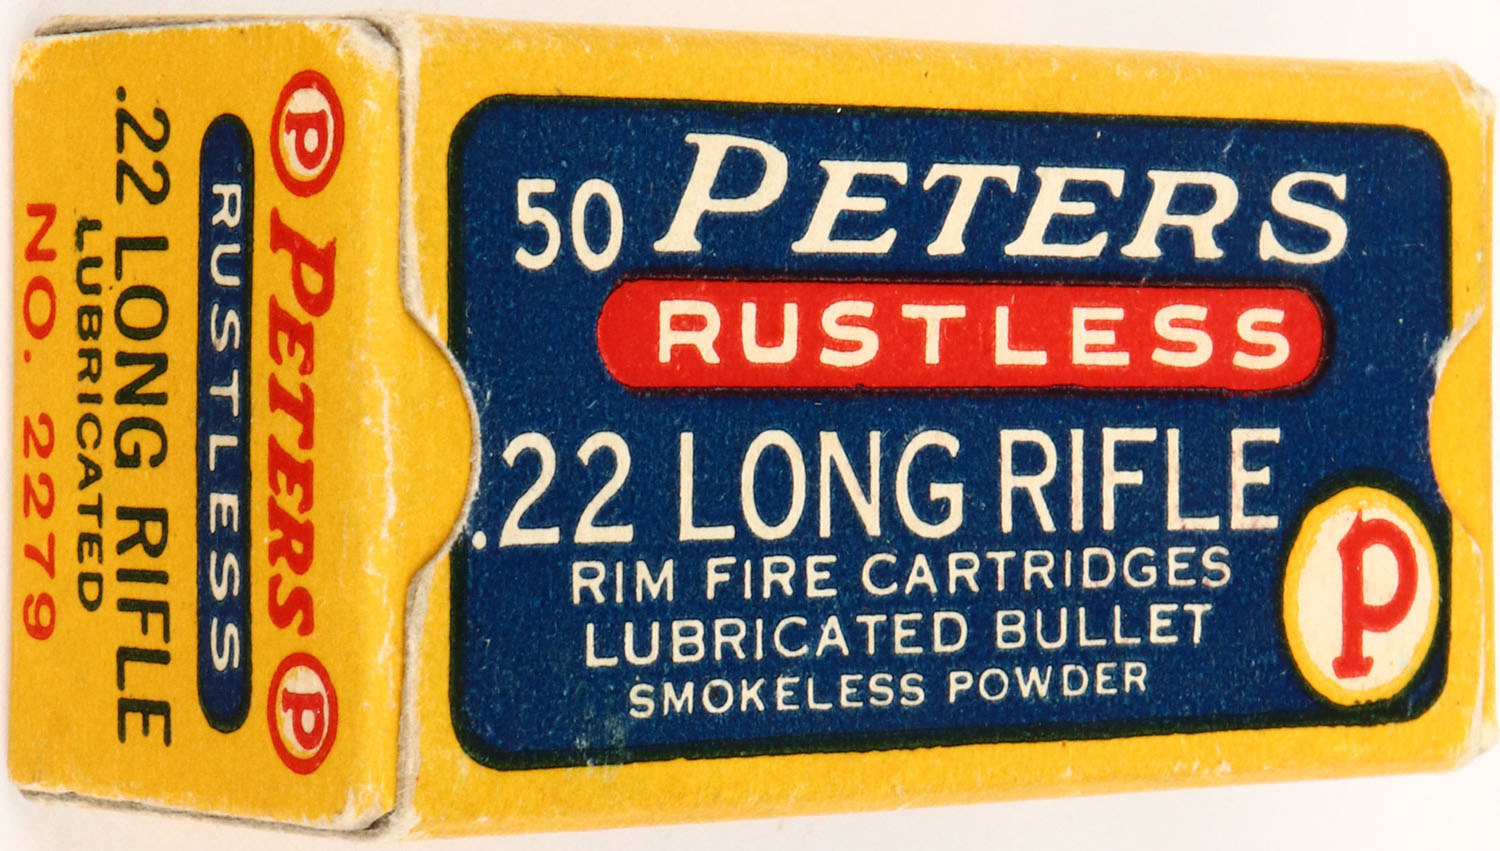 50 PETERS
RUSTLESS
.22 LONG RIFLE
RIM FIRE CARTRIDGES
LUBRICATED BULLET
SMOKELESS POWDER
P
P PETERS P
RUSTLESS
.22 LONG RIFLE
LUBRICATED
NO. 2279